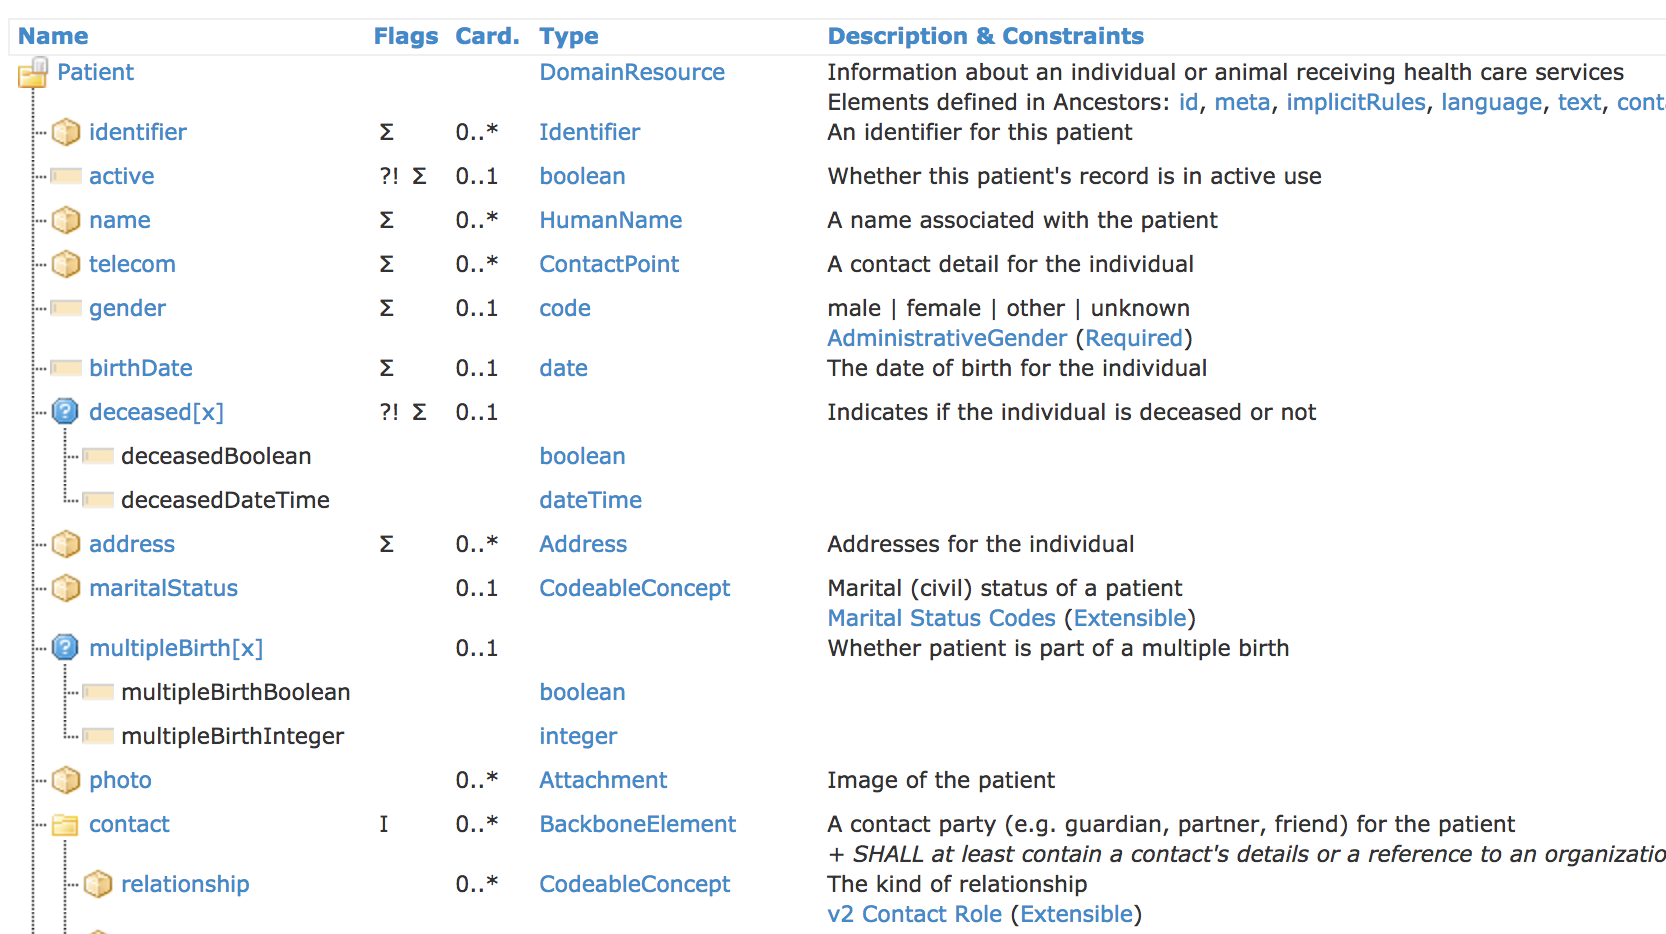 Name Flags Card. Type Description & Constraints
Patient DomainResource Information about an individual or animal receiving health care services
Elements defined in Ancestors: id, meta, implicitRules, language, text, cont
identifier Σ 0..* Identifier An identifier for this patient
active ?! Σ 0..1 boolean Whether this patient's record is in active use
name Σ 0..* HumanName A name associated with the patient
telecom Σ 0..* ContactPoint A contact detail for the individual
gender Σ 0..1 code male | female | other | unknown
AdministrativeGender (Required)
birthDate Σ 0..1 date The date of birth for the individual
deceased[x] ?! Σ 0..1 Indicates if the individual is deceased or not
deceasedBoolean boolean
deceasedDateTime dateTime
address Σ 0..* Address Addresses for the individual
maritalStatus 0..1 CodeableConcept Marital (civil) status of a patient
Marital Status Codes (Extensible)
multipleBirth[x] 0..1 Whether patient is part of a multiple birth
multipleBirthBoolean boolean
multipleBirthInteger integer
photo 0..* Attachment Image of the patient
contact I 0..* BackboneElement A contact party (e.g. guardian, partner, friend) for the patient
+ SHALL at least contain a contact's details or a reference to an organizatio
relationship 0..* CodeableConcept The kind of relationship
v2 Contact Role (Extensible)